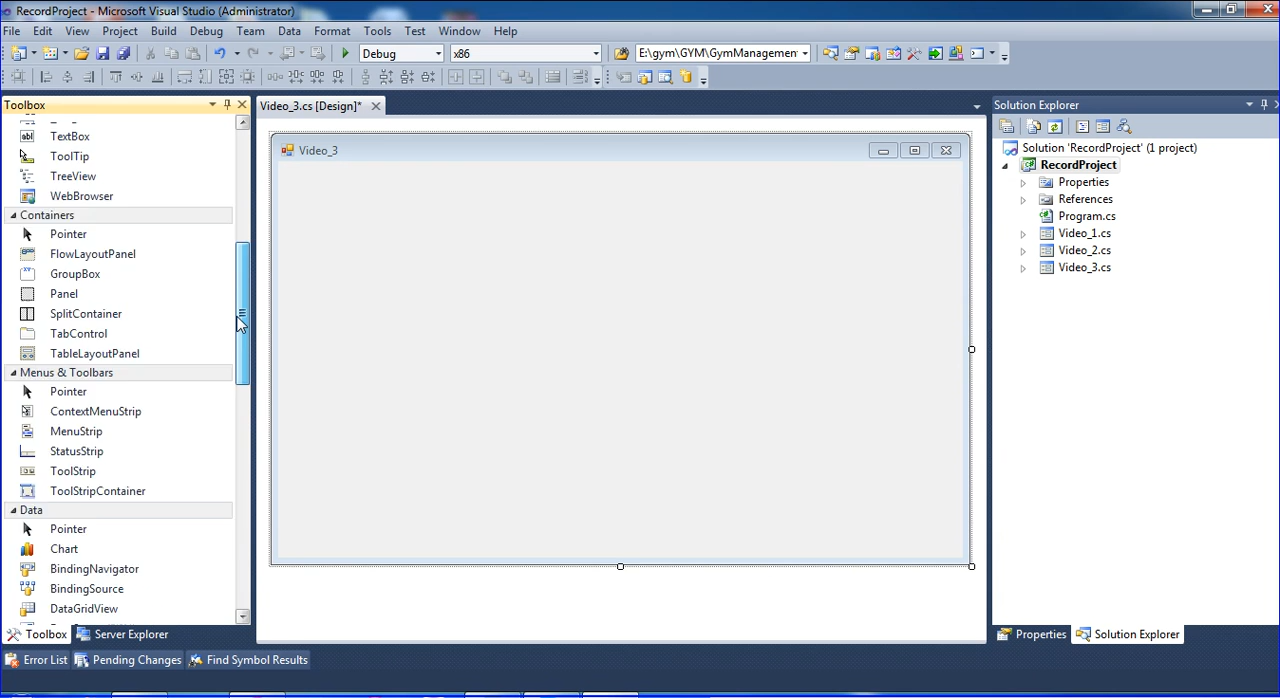 RecordProject - Microsoft Visual Studio (Administrator)
File Edit View Project Build Debug Team Data Format Tools Test Window Help
Debug x86 E:\gym\GYM\GymManagement
Toolbox
TextBox
ToolTip
TreeView
WebBrowser
Containers
Pointer
FlowLayoutPanel
GroupBox
Panel
SplitContainer
TabControl
TableLayoutPanel
Menus & Toolbars
Pointer
ContextMenuStrip
MenuStrip
StatusStrip
ToolStrip
ToolStripContainer
Data
Pointer
Chart
BindingNavigator
BindingSource
DataGridView
Toolbox Server Explorer
Video_3.cs [Design]*
Video_3
Solution Explorer
Solution 'RecordProject' (1 project)
RecordProject
Properties
References
Program.cs
Video_1.cs
Video_2.cs
Video_3.cs
Properties Solution Explorer
Error List Pending Changes Find Symbol Results